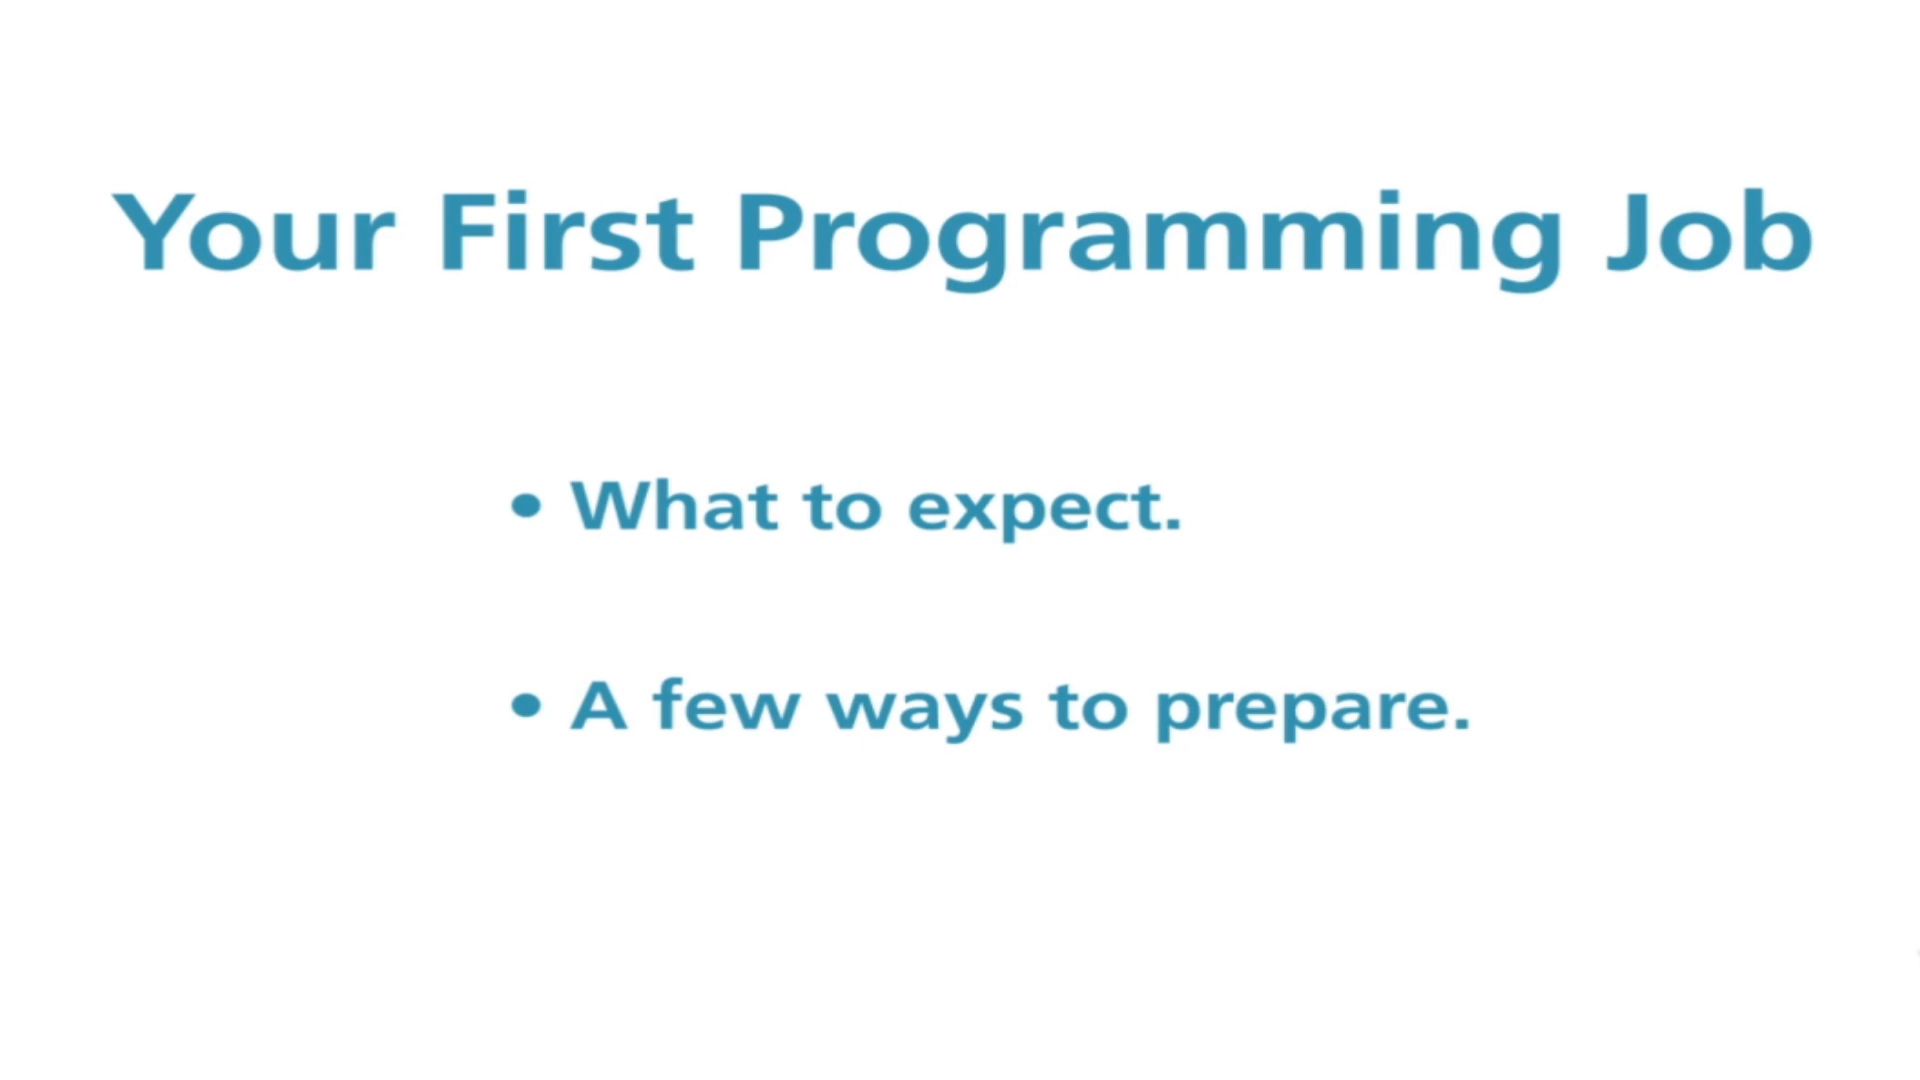 Your First Programming Job
• What to expect.
• A few ways to prepare.